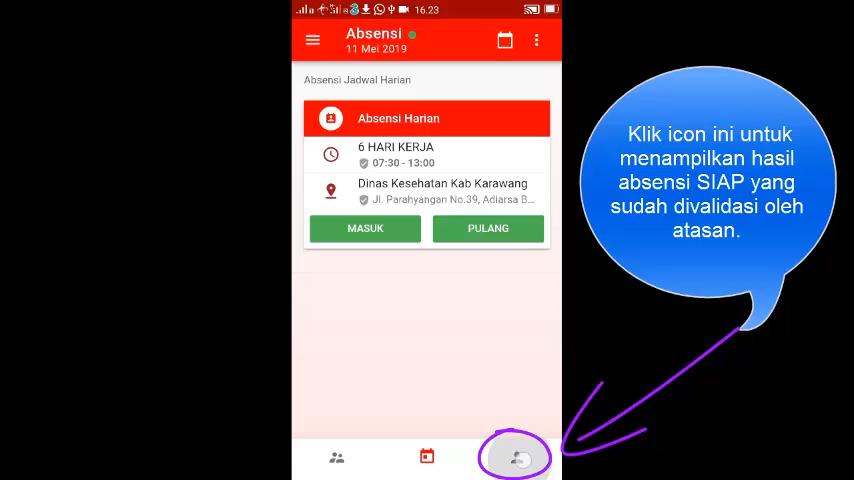 16.23
Absensi
11 Mei 2019
Absensi Jadwal Harian
Absensi Harian
6 HARI KERJA
07:30 - 13:00
Dinas Kesehatan Kab Karawang
Jl. Parahyangan No.39, Adiarsa B...
MASUK PULANG
Klik icon ini untuk
menampilkan hasil
absensi SIAP yang
sudah divalidasi oleh
atasan.